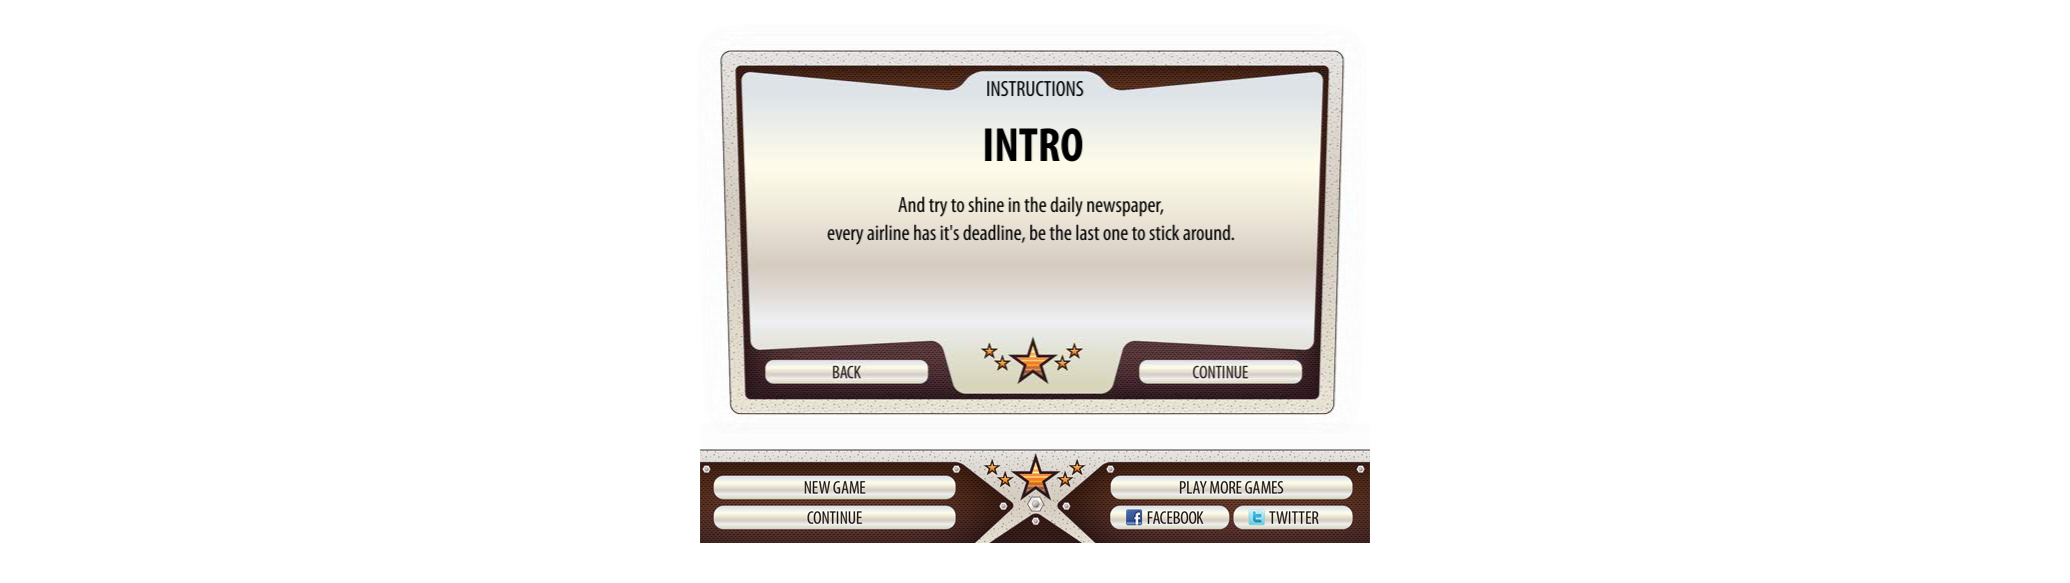 INSTRUCTIONS
INTRO
And try to shine in the daily newspaper,
every airline has it's deadline, be the last one to stick around.
BACK
CONTINUE
NEW GAME
CONTINUE
PLAY MORE GAMES
FACEBOOK
TWITTER